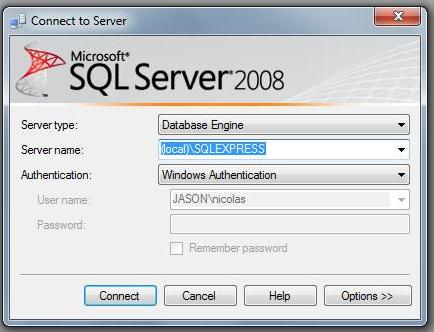 Connect to Server
Microsoft®
SQL Server® 2008
Server type: Database Engine
Server name: (local)\SQLEXPRESS
Authentication: Windows Authentication
User name: JASON\nicolas
Password:
Remember password
Connect Cancel Help Options >>